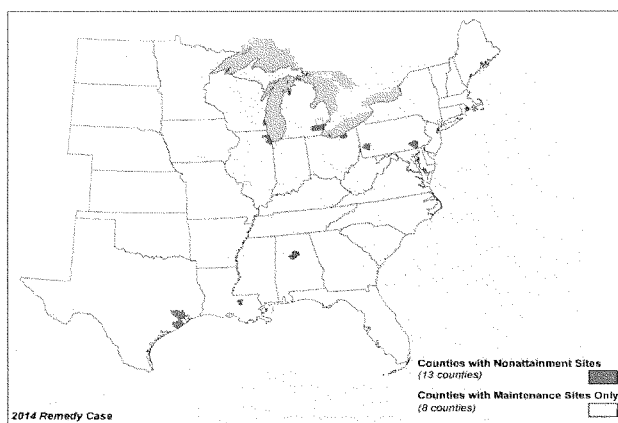 Counties with Nonattainment Sites
(13 counties)
Counties with Maintenance Sites Only
(8 counties)
2014 Remedy Case